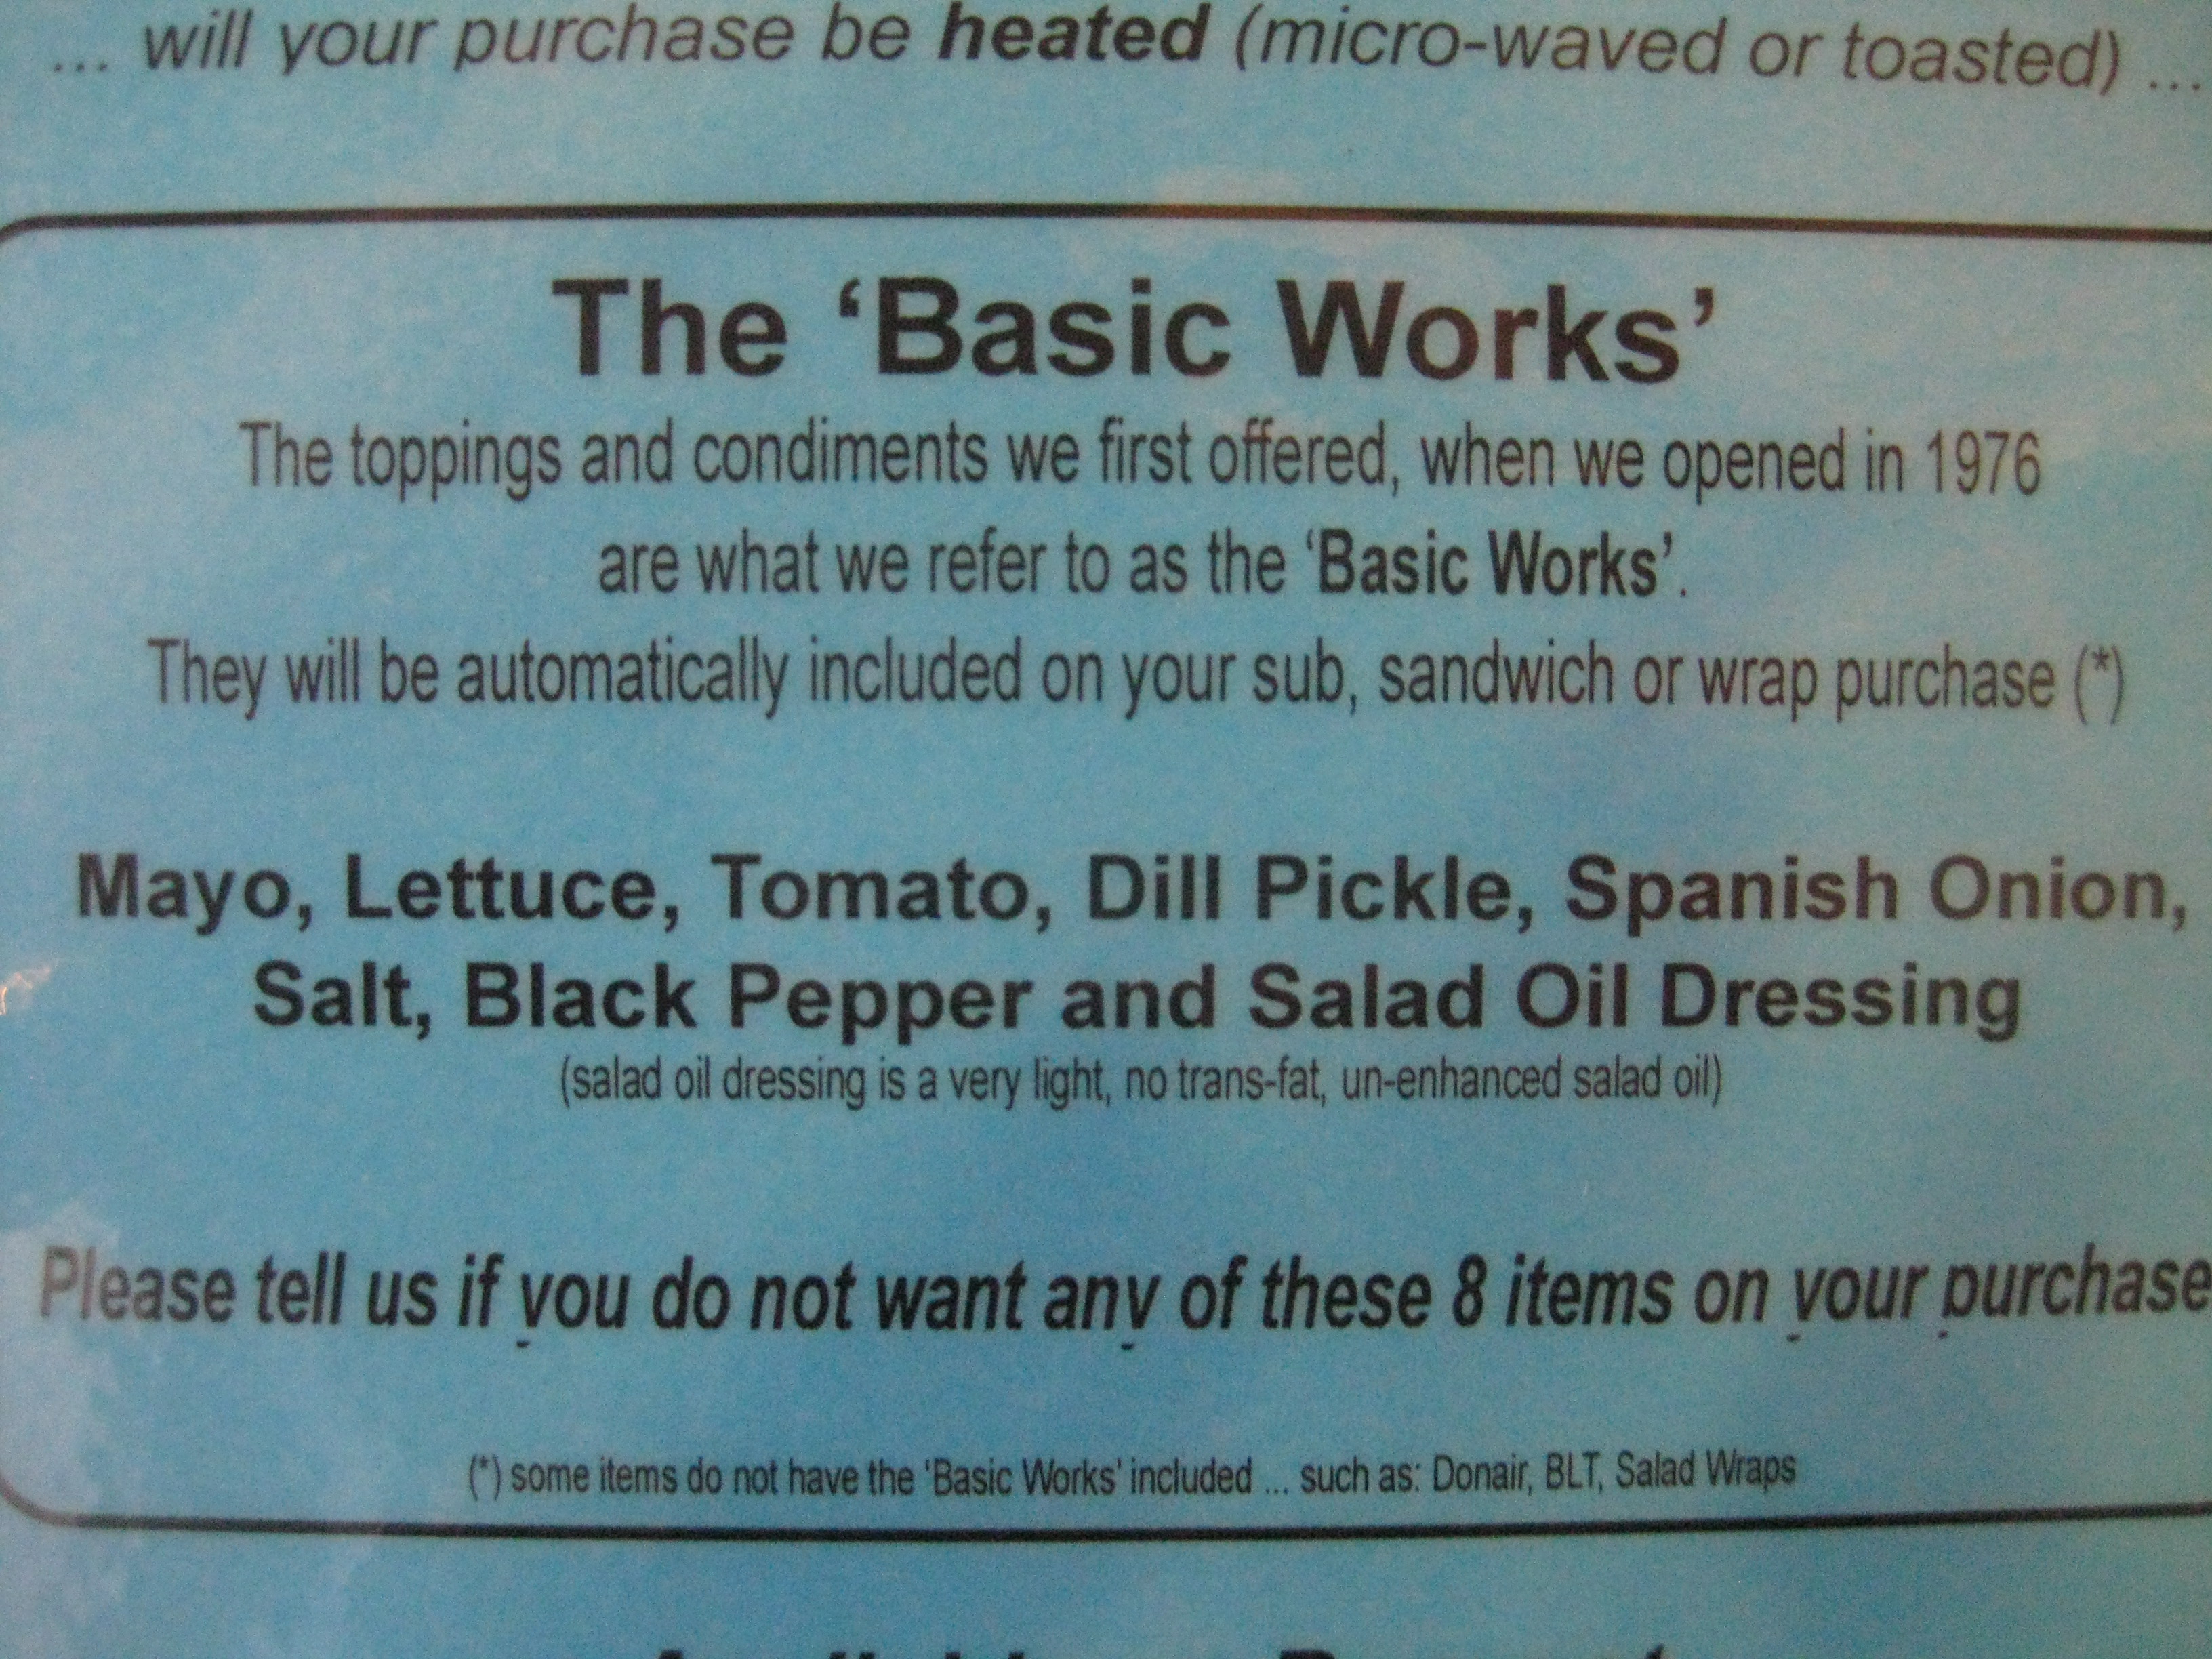 ... will your purchase be heated (micro-waved or toasted) ...
The ‘Basic Works’
The toppings and condiments we first offered, when we opened in 1976
are what we refer to as the ‘Basic Works’.
They will be automatically included on your sub, sandwich or wrap purchase (*)
Mayo, Lettuce, Tomato, Dill Pickle, Spanish Onion,
Salt, Black Pepper and Salad Oil Dressing
(salad oil dressing is a very light, no trans-fat, un-enhanced salad oil)
Please tell us if you do not want any of these 8 items on your purchase
(*) some items do not have the ‘Basic Works’ included ... such as: Donair, BLT, Salad Wraps